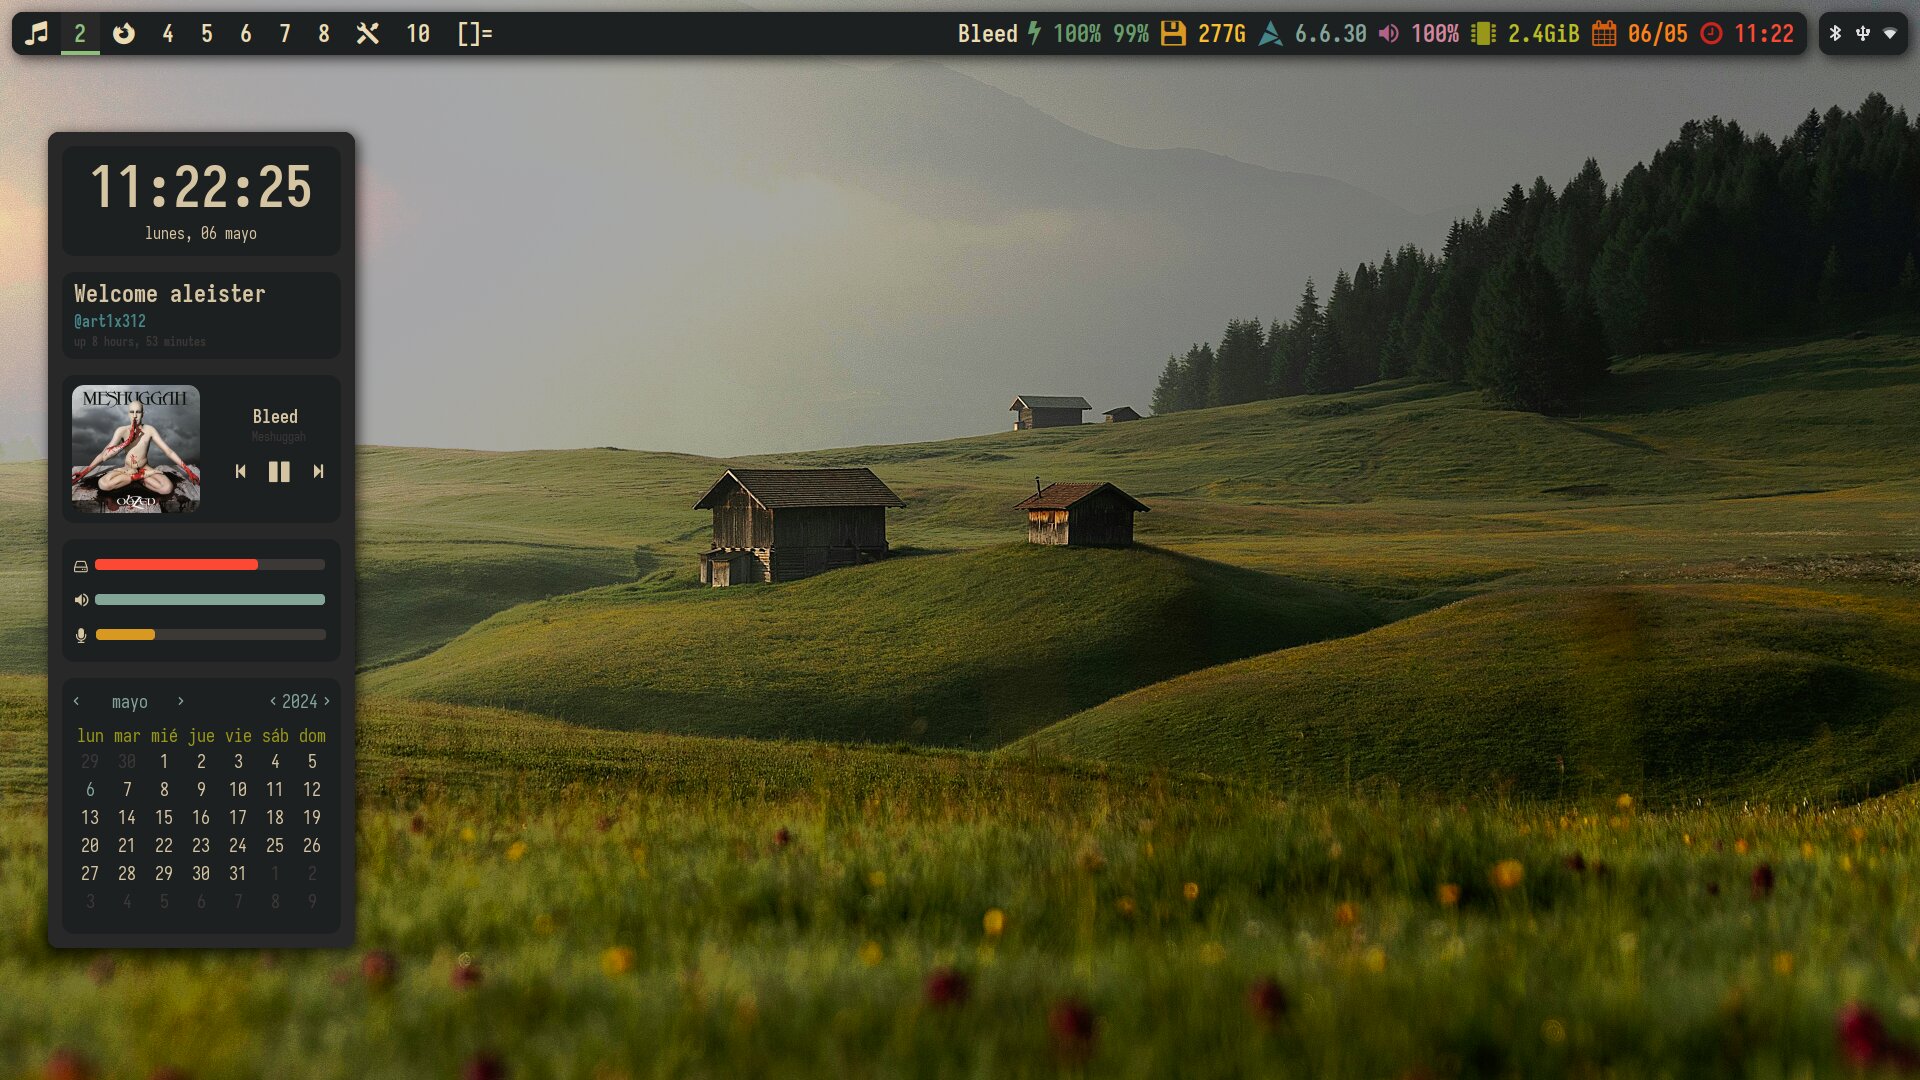 2 4 5 6 7 8 10 []=
Bleed 100% 99% 277G 6.6.30 100% 2.4GiB 06/05 11:22
11:22:25
lunes, 06 mayo
Welcome aleister
@art1x312
up 8 hours, 53 minutes
MESHUGGAH
obZen
Bleed
Meshuggah
< mayo > < 2024 >
lun mar mié jue vie sáb dom
29 30 1 2 3 4 5
6 7 8 9 10 11 12
13 14 15 16 17 18 19
20 21 22 23 24 25 26
27 28 29 30 31 1 2
3 4 5 6 7 8 9